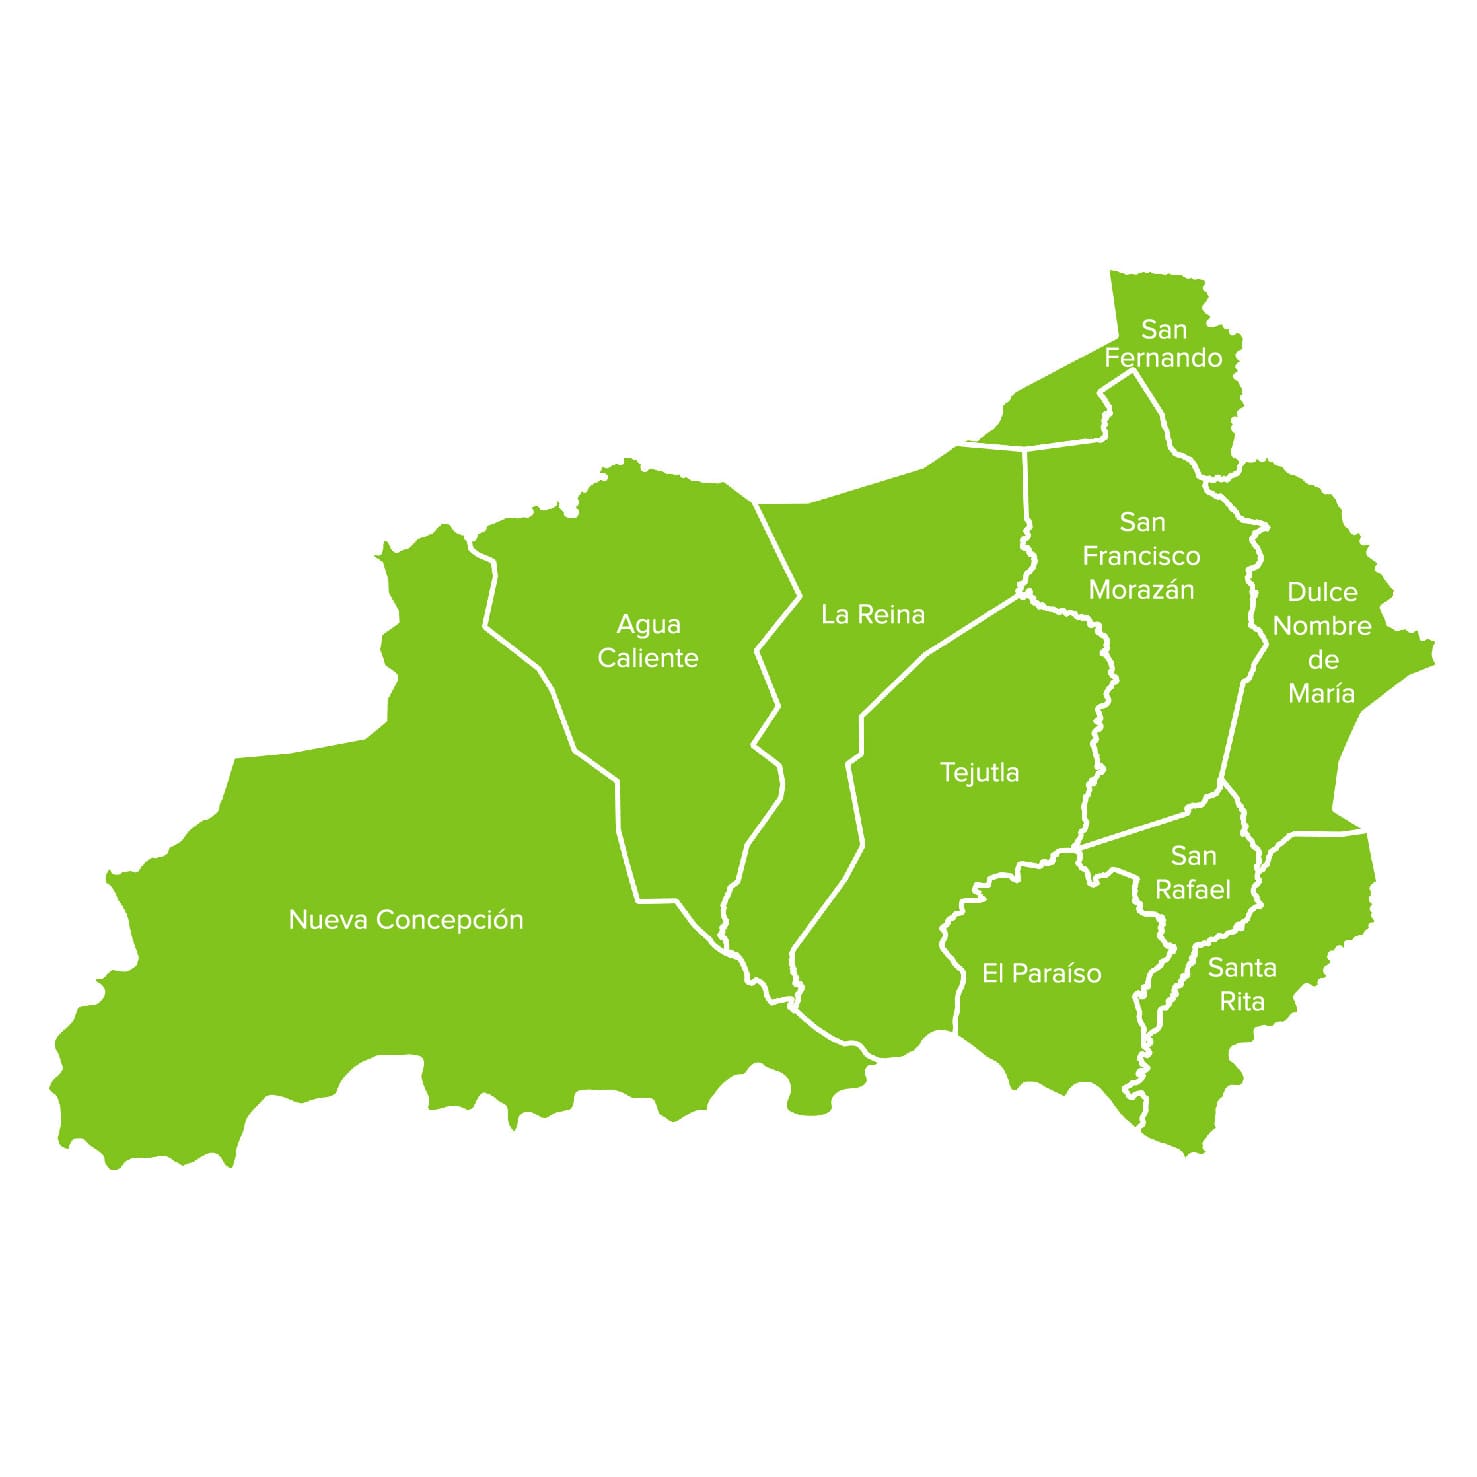 San
Fernando
San
Francisco
Morazán
Dulce
Nombre
de
María
La Reina
Agua
Caliente
Tejutla
San
Rafael
Nueva Concepción
El Paraíso
Santa
Rita